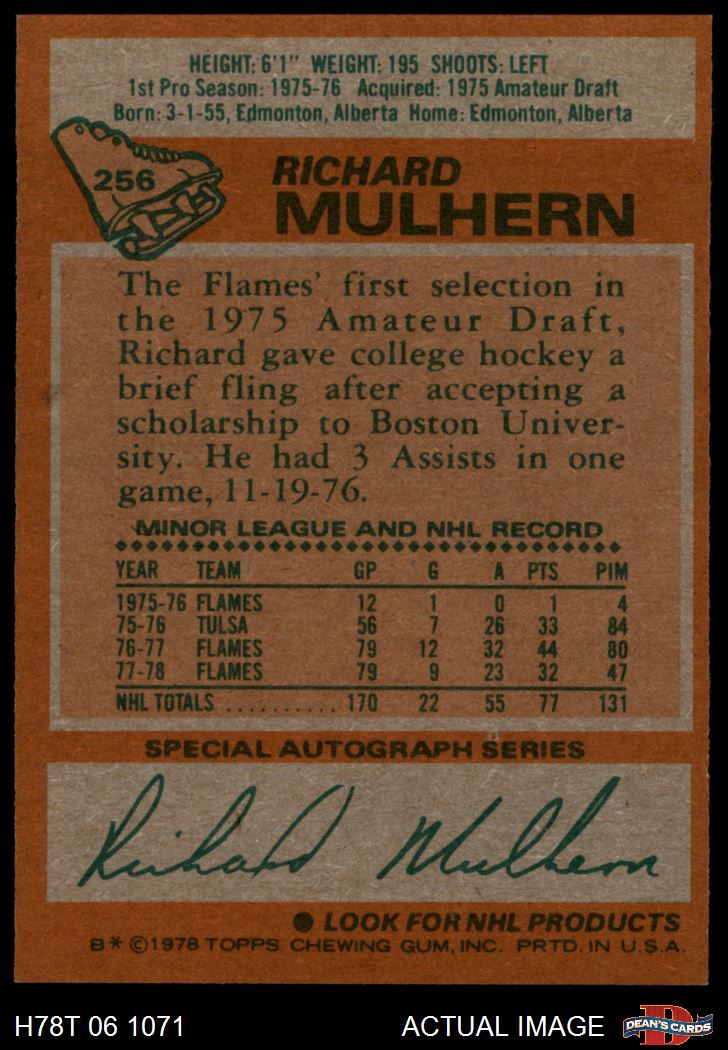 HEIGHT: 6'1" WEIGHT: 195 SHOOTS: LEFT
1st Pro Season: 1975-76 Acquired: 1975 Amateur Draft
Born: 3-1-55, Edmonton, Alberta Home: Edmonton, Alberta
256
RICHARD
MULHERN
The Flames' first selection in
the 1975 Amateur Draft,
Richard gave college hockey a
brief fling after accepting a
scholarship to Boston Univer-
sity. He had 3 Assists in one
game, 11-19-76.
MINOR LEAGUE AND NHL RECORD
YEAR TEAM GP G A PTS PIM
1975-76 FLAMES 12 1 0 1 4
75-76 TULSA 56 7 26 33 84
76-77 FLAMES 79 12 32 44 80
77-78 FLAMES 79 9 23 32 47
NHL TOTALS .......... 170 22 55 77 131
SPECIAL AUTOGRAPH SERIES
Richard Mulhern
● LOOK FOR NHL PRODUCTS
B* ©1978 TOPPS CHEWING GUM, INC. PRTD. IN U.S.A.
H78T 06 1071 ACTUAL IMAGE D DEAN'S CARDS